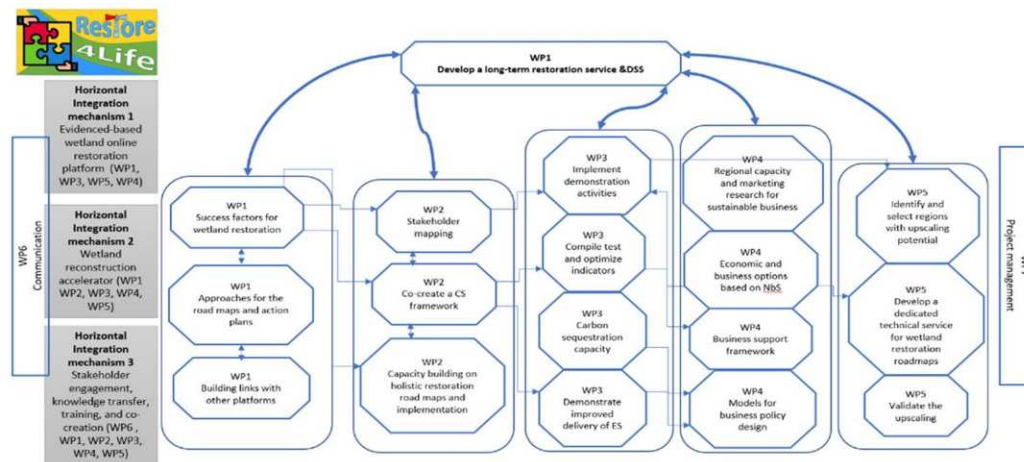 Restore
4Life
WP1
Develop a long-term restoration service &DSS
Horizontal
Integration
mechanism 1
Evidenced-based
wetland online
restoration
platform (WP1,
WP3, WP5, WP4)
Horizontal
Integration
mechanism 2
Wetland
reconstruction
accelerator (WP1
WP2, WP3, WP4,
WP5)
Horizontal
Integration
mechanism 3
Stakeholder
engagement,
knowledge transfer,
training, and co-
creation (WP6 ,
WP1, WP2, WP3,
WP4, WP5)
WP6
Communication
WP1
Success factors for
wetland restoration
WP1
Approaches for the
road maps and action
plans
WP1
Building links with
other platforms
WP2
Stakeholder
mapping
WP2
Co-create a CS
framework
WP2
Capacity building on
holistic restoration
road maps and
implementation
WP3
Implement
demonstration
activities
WP3
Compile test
and optimize
indicators
WP3
Carbon
sequestration
capacity
WP3
Demonstrate
improved
delivery of ES
WP4
Regional capacity
and marketing
research for
sustainable business
WP4
Economic and
business options
based on NbS
WP4
Business support
framework
WP4
Models for
business policy
design
WP5
Identify and
select regions
with upscaling
potential
WP5
Develop a
dedicated
technical service
for wetland
restoration
roadmaps
WP5
Validate the
upscaling
Project management